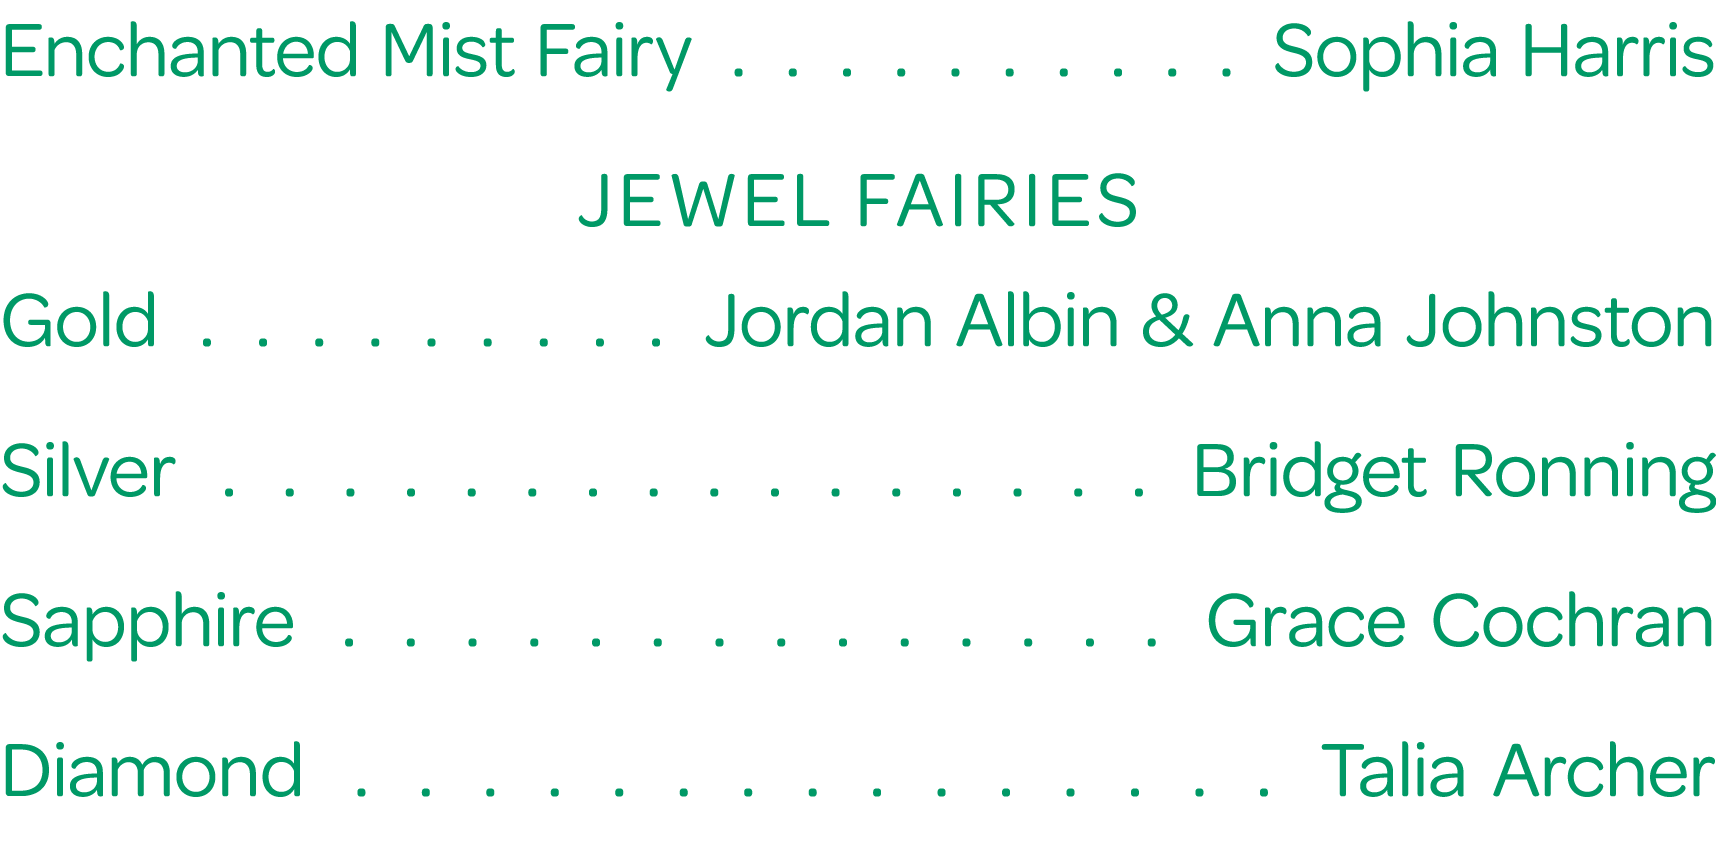 Enchanted Mist Fairy . . . . . . . . . . Sophia Harris
JEWEL FAIRIES
Gold . . . . . . . . . Jordan Albin & Anna Johnston
Silver . . . . . . . . . . . . . . . . Bridget Ronning
Sapphire . . . . . . . . . . . . . . Grace Cochran
Diamond . . . . . . . . . . . . . . . Talia Archer